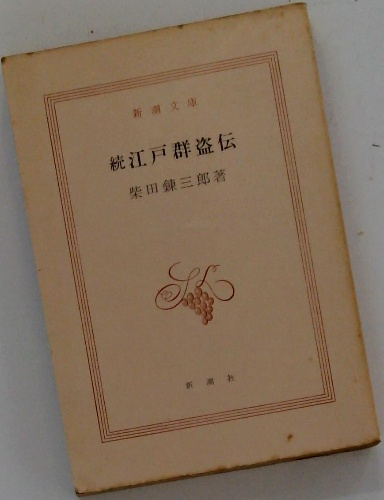 新潮文庫
続江戸群盗伝
柴田錬三郎著
新潮社